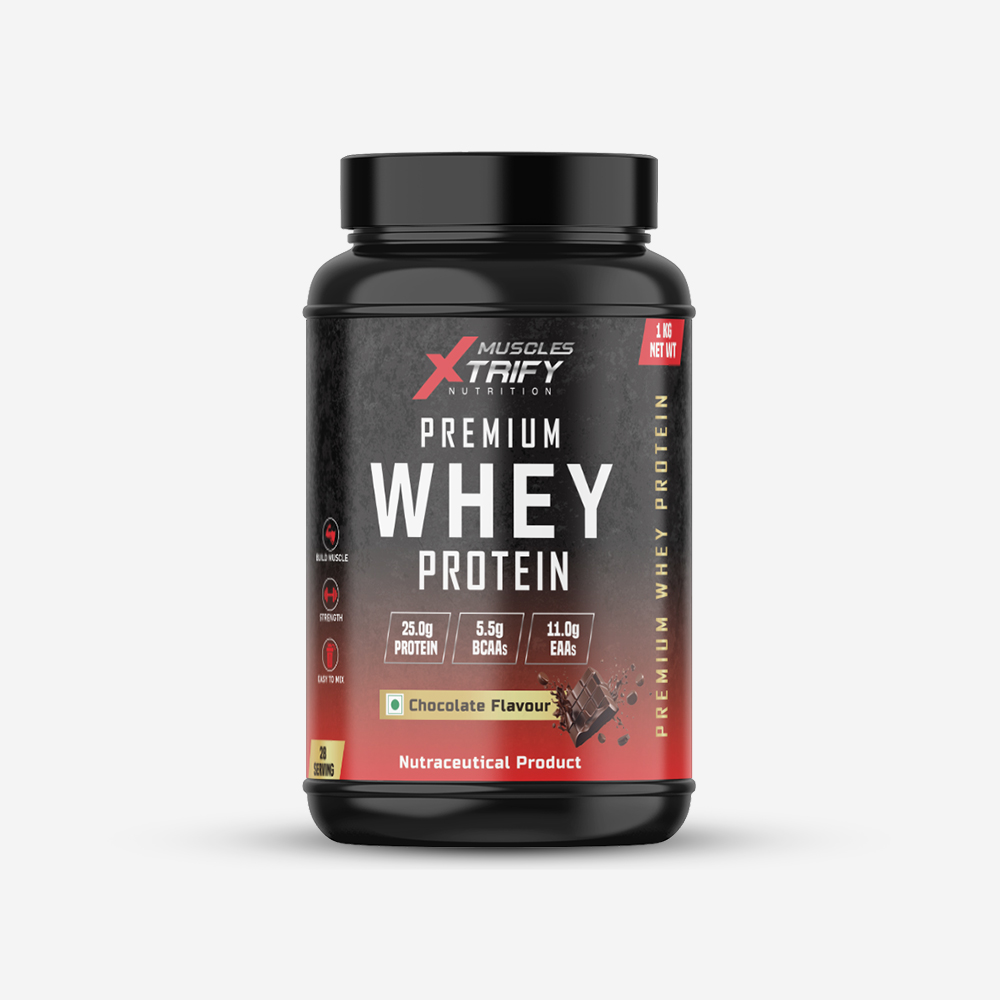 MUSCLES
XTRIFY
NUTRITION
1 KG
NET WT
PREMIUM
WHEY
PROTEIN
PREMIUM WHEY PROTEIN
BUILD MUSCLE
STRENGTH
EASY TO MIX
25.0g
PROTEIN
5.5g
BCAAs
11.0g
EAAs
Chocolate Flavour
28
SERVING
Nutraceutical Product